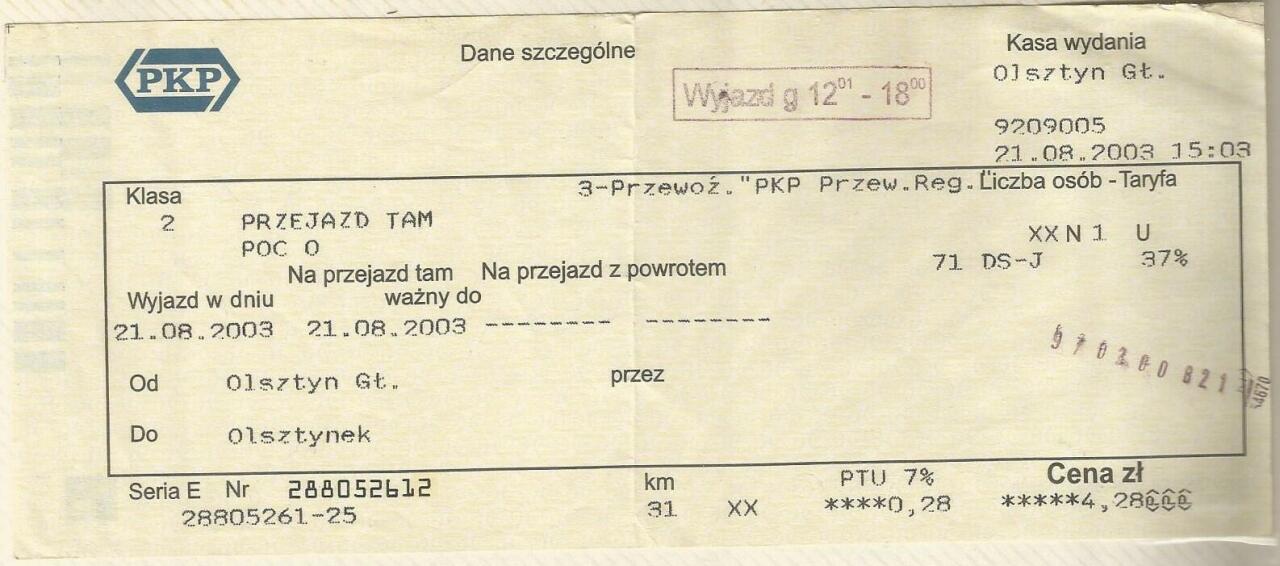 PKP
Dane szczególne
Kasa wydania
Olsztyn Gł.
Wyjazd g 12⁰¹ - 18⁰⁰
9209005
21.08.2003 15:03
3-Przewoź."PKP Przew.Reg. Liczba osób - Taryfa
Klasa
2 PRZEJAZD TAM
POC O
XX N 1 U
71 DS-J 37%
Na przejazd tam Na przejazd z powrotem
Wyjazd w dniu ważny do
21.08.2003 21.08.2003 -------- --------
970200821
54670
Od Olsztyn Gł. przez
Do Olsztynek
Seria E Nr 288052612
28805261-25
km
31 XX
PTU 7%
****0,28
Cena zł
*****4,28